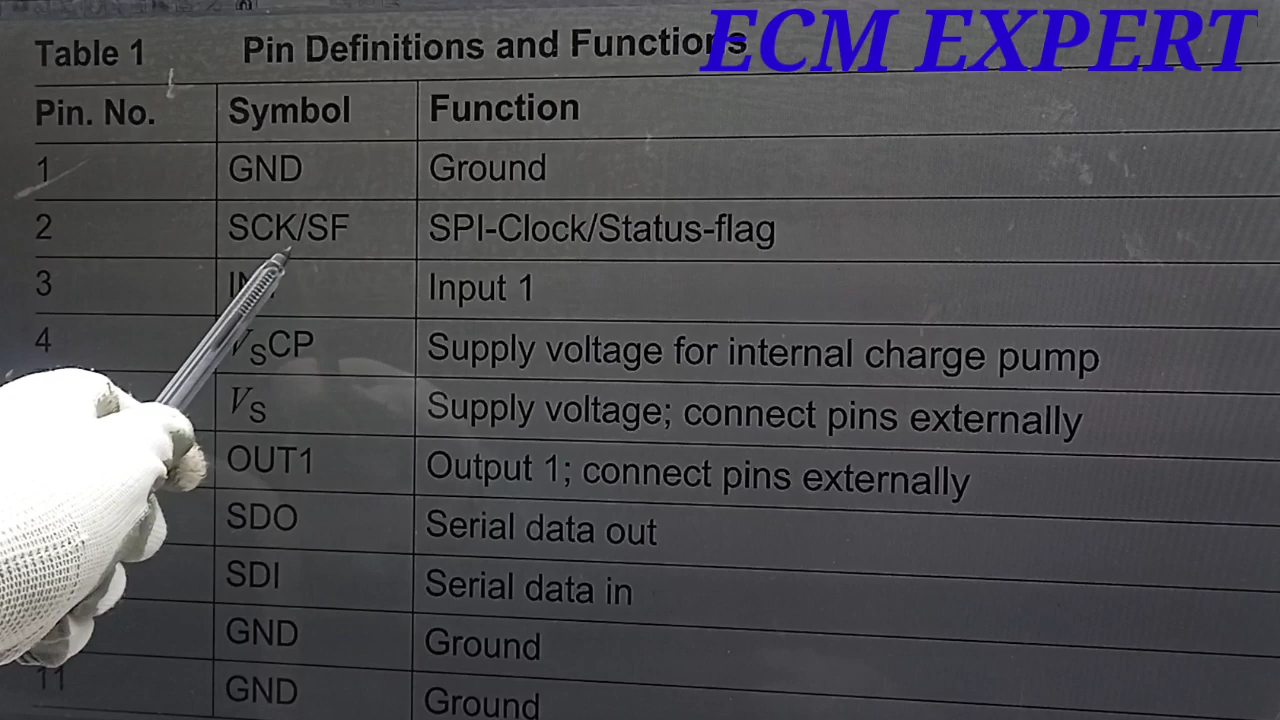 ECM EXPERT
Table 1 Pin Definitions and Functions
Pin. No. Symbol Function
1 GND Ground
2 SCK/SF SPI-Clock/Status-flag
3 Input 1
4 VSCP Supply voltage for internal charge pump
VS Supply voltage; connect pins externally
OUT1 Output 1; connect pins externally
SDO Serial data out
SDI Serial data in
GND Ground
11 GND Ground